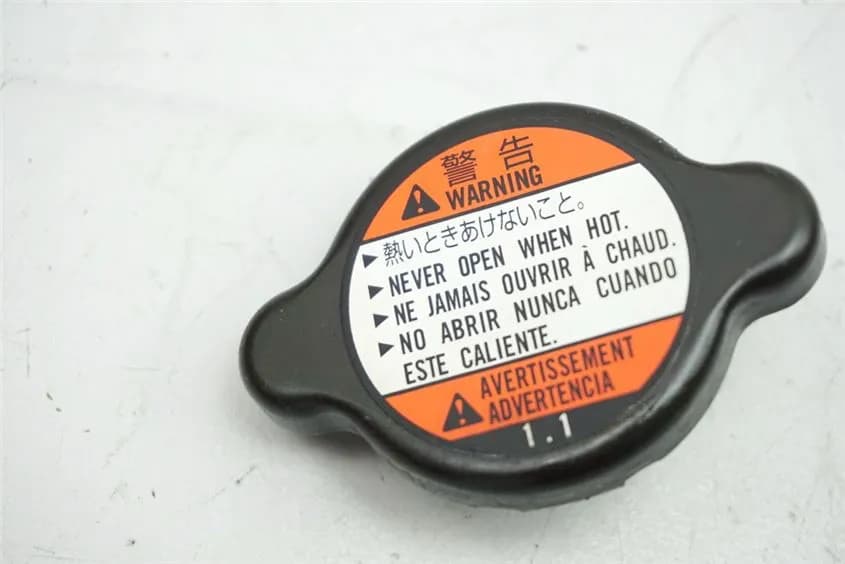 警告
WARNING
▶熱いときあけないこと。
▶NEVER OPEN WHEN HOT.
▶NE JAMAIS OUVRIR À CHAUD.
▶NO ABRIR NUNCA CUANDO
ESTE CALIENTE.
AVERTISSEMENT
ADVERTENCIA
1.1